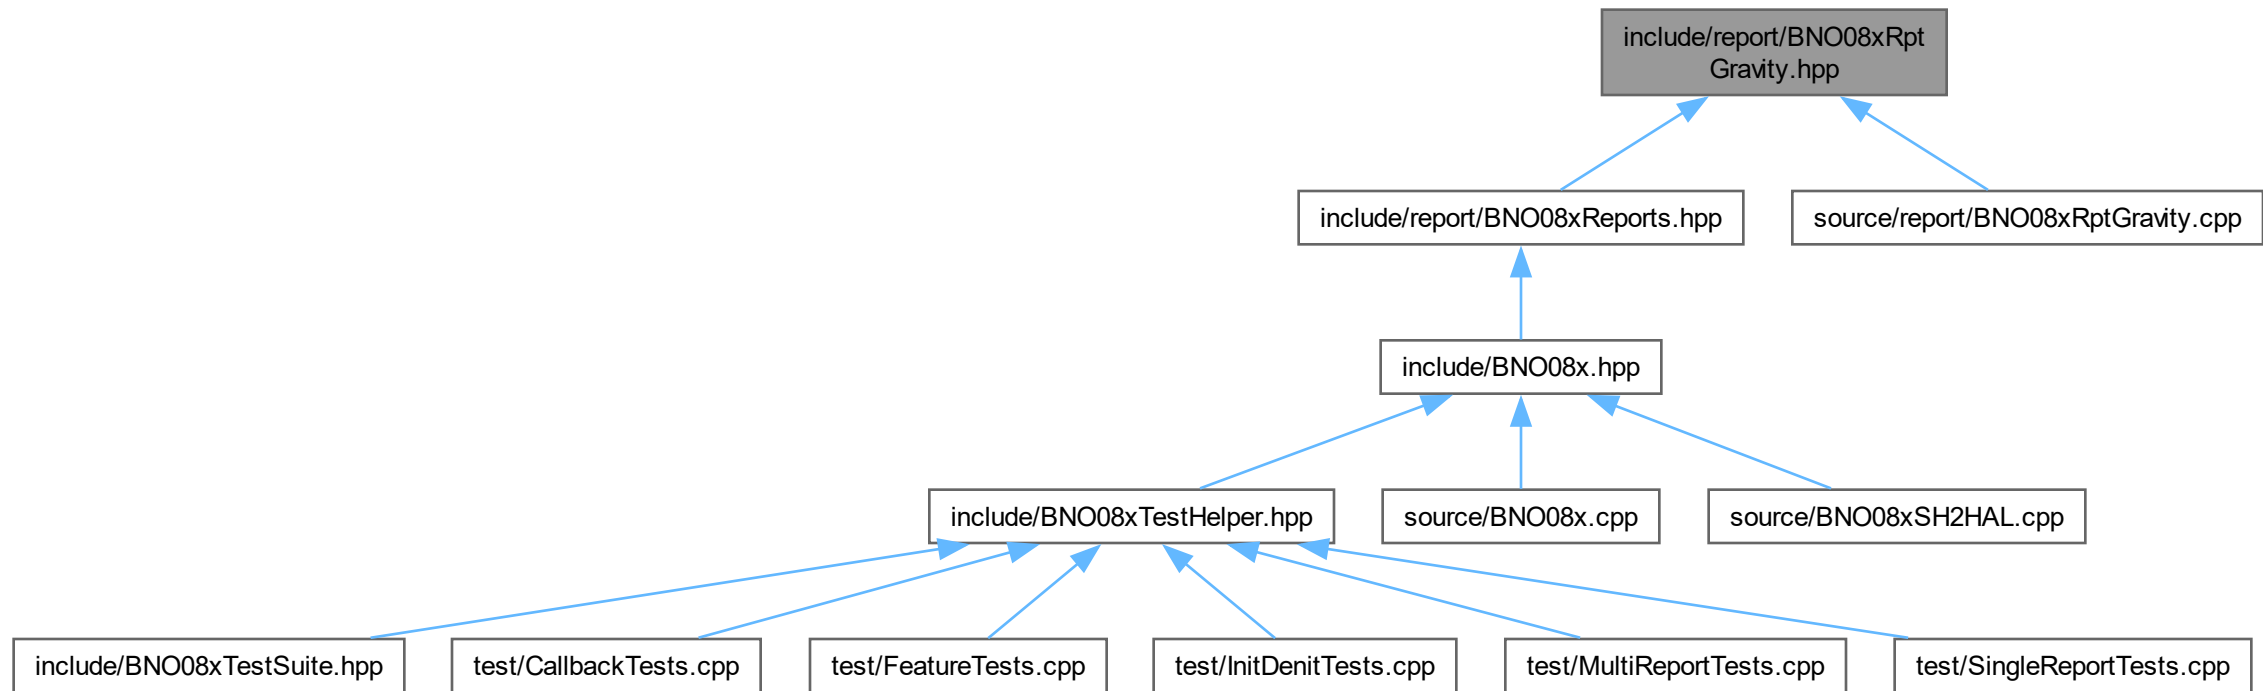 include/report/BNO08xRpt
Gravity.hpp
include/report/BNO08xReports.hpp
source/report/BNO08xRptGravity.cpp
include/BNO08x.hpp
include/BNO08xTestHelper.hpp
source/BNO08x.cpp
source/BNO08xSH2HAL.cpp
include/BNO08xTestSuite.hpp
test/CallbackTests.cpp
test/FeatureTests.cpp
test/InitDenitTests.cpp
test/MultiReportTests.cpp
test/SingleReportTests.cpp